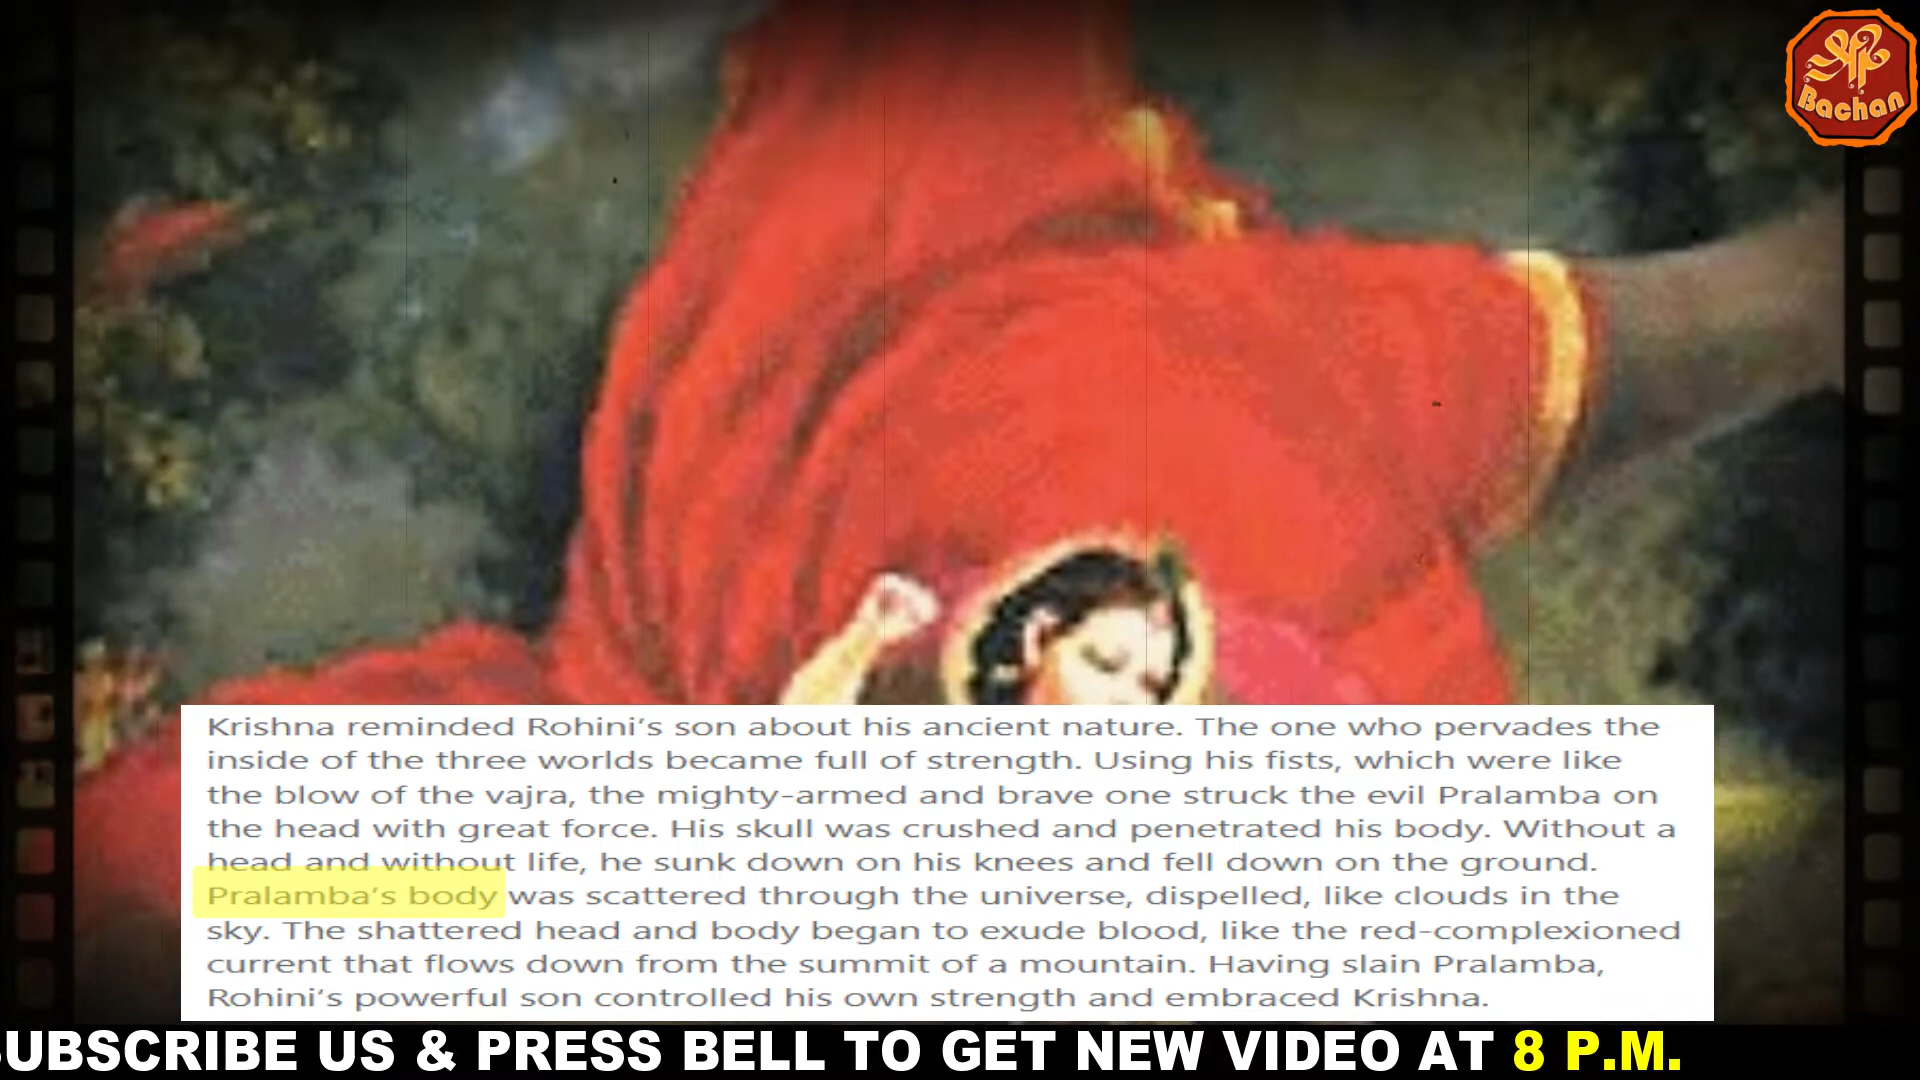 श्री
Bachan
Krishna reminded Rohini’s son about his ancient nature. The one who pervades the
inside of the three worlds became full of strength. Using his fists, which were like
the blow of the vajra, the mighty-armed and brave one struck the evil Pralamba on
the head with great force. His skull was crushed and penetrated his body. Without a
head and without life, he sunk down on his knees and fell down on the ground.
Pralamba’s body was scattered through the universe, dispelled, like clouds in the
sky. The shattered head and body began to exude blood, like the red-complexioned
current that flows down from the summit of a mountain. Having slain Pralamba,
Rohini’s powerful son controlled his own strength and embraced Krishna.
SUBSCRIBE US & PRESS BELL TO GET NEW VIDEO AT 8 P.M.